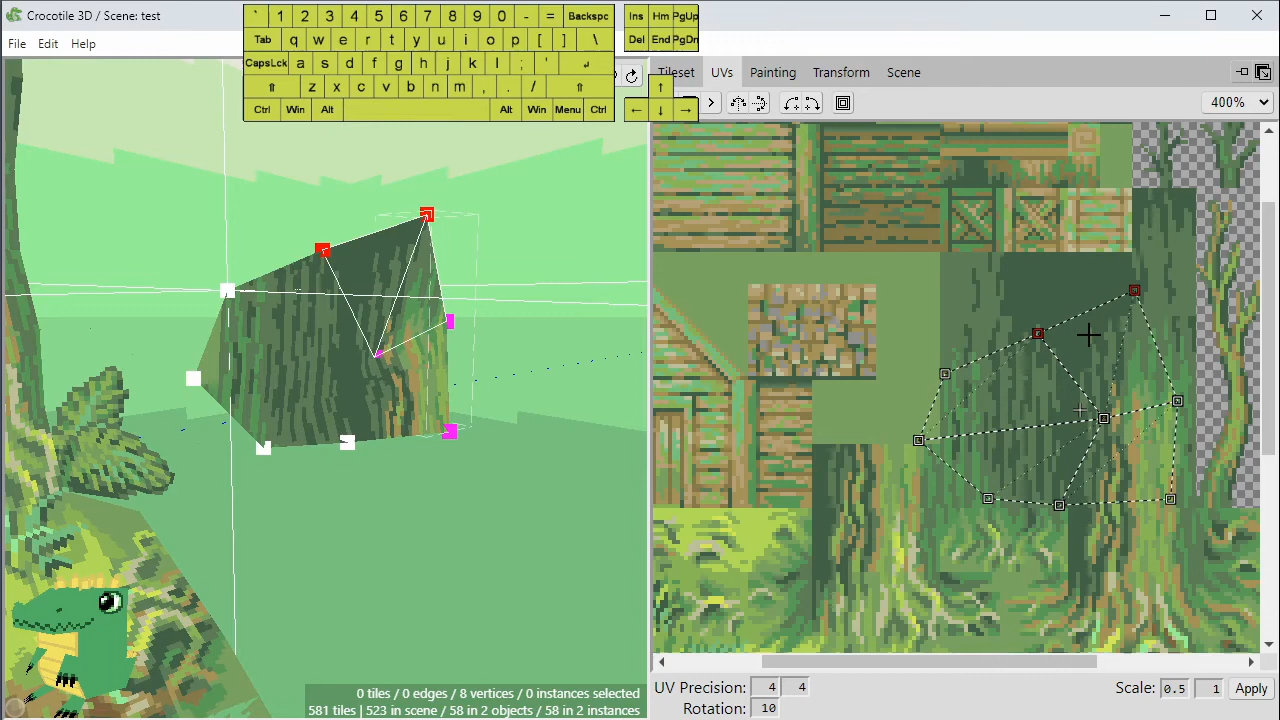 Crocotile 3D / Scene: test
File Edit Help
` 1 2 3 4 5 6 7 8 9 0 - = Backspc
Tab q w e r t y u i o p [ ] \
CapsLck a s d f g h j k l ; ' ↲
⇧ z x c v b n m , . / ⇧
Ctrl Win Alt Alt Win Menu Ctrl
Ins Hm PgUp
Del End PgDn
↑
← ↓ →
Tileset UVs Painting Transform Scene
400%
0 tiles / 0 edges / 8 vertices / 0 instances selected
581 tiles | 523 in scene / 58 in 2 objects / 58 in 2 instances
UV Precision: 4 4
Rotation: 10
Scale: 0.5 1 Apply